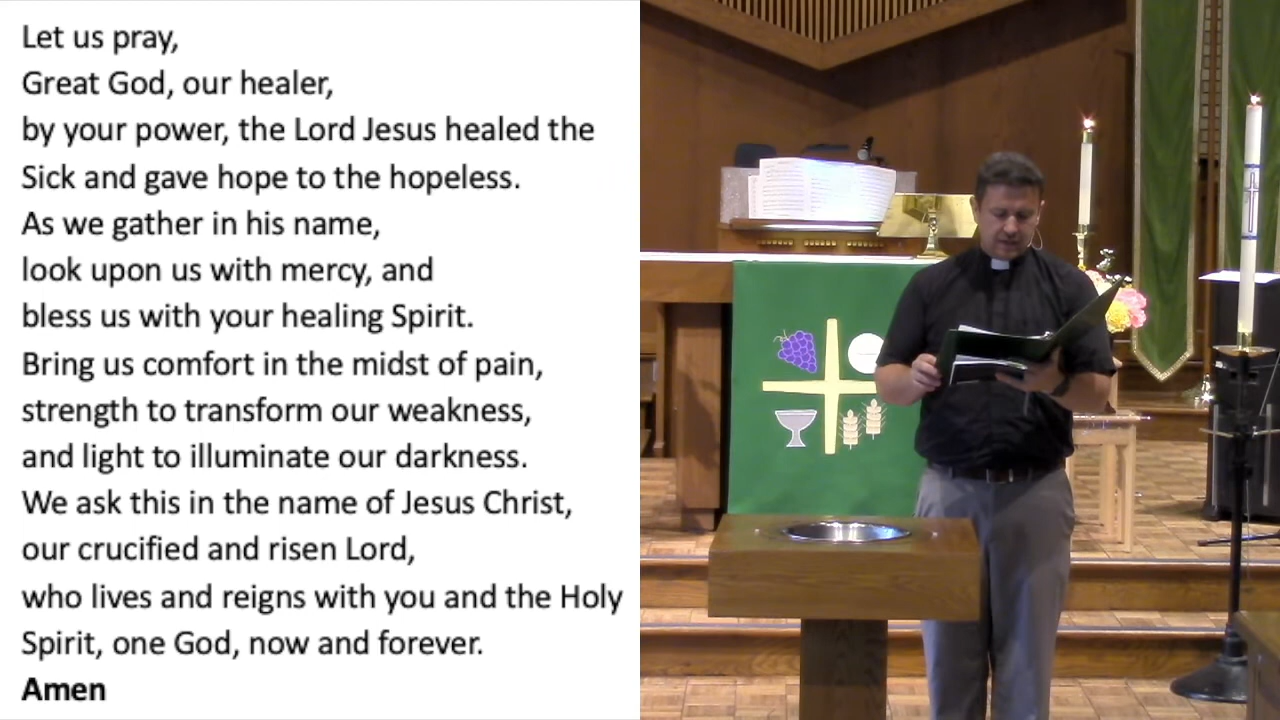 Let us pray,
Great God, our healer,
by your power, the Lord Jesus healed the
Sick and gave hope to the hopeless.
As we gather in his name,
look upon us with mercy, and
bless us with your healing Spirit.
Bring us comfort in the midst of pain,
strength to transform our weakness,
and light to illuminate our darkness.
We ask this in the name of Jesus Christ,
our crucified and risen Lord,
who lives and reigns with you and the Holy
Spirit, one God, now and forever.
Amen